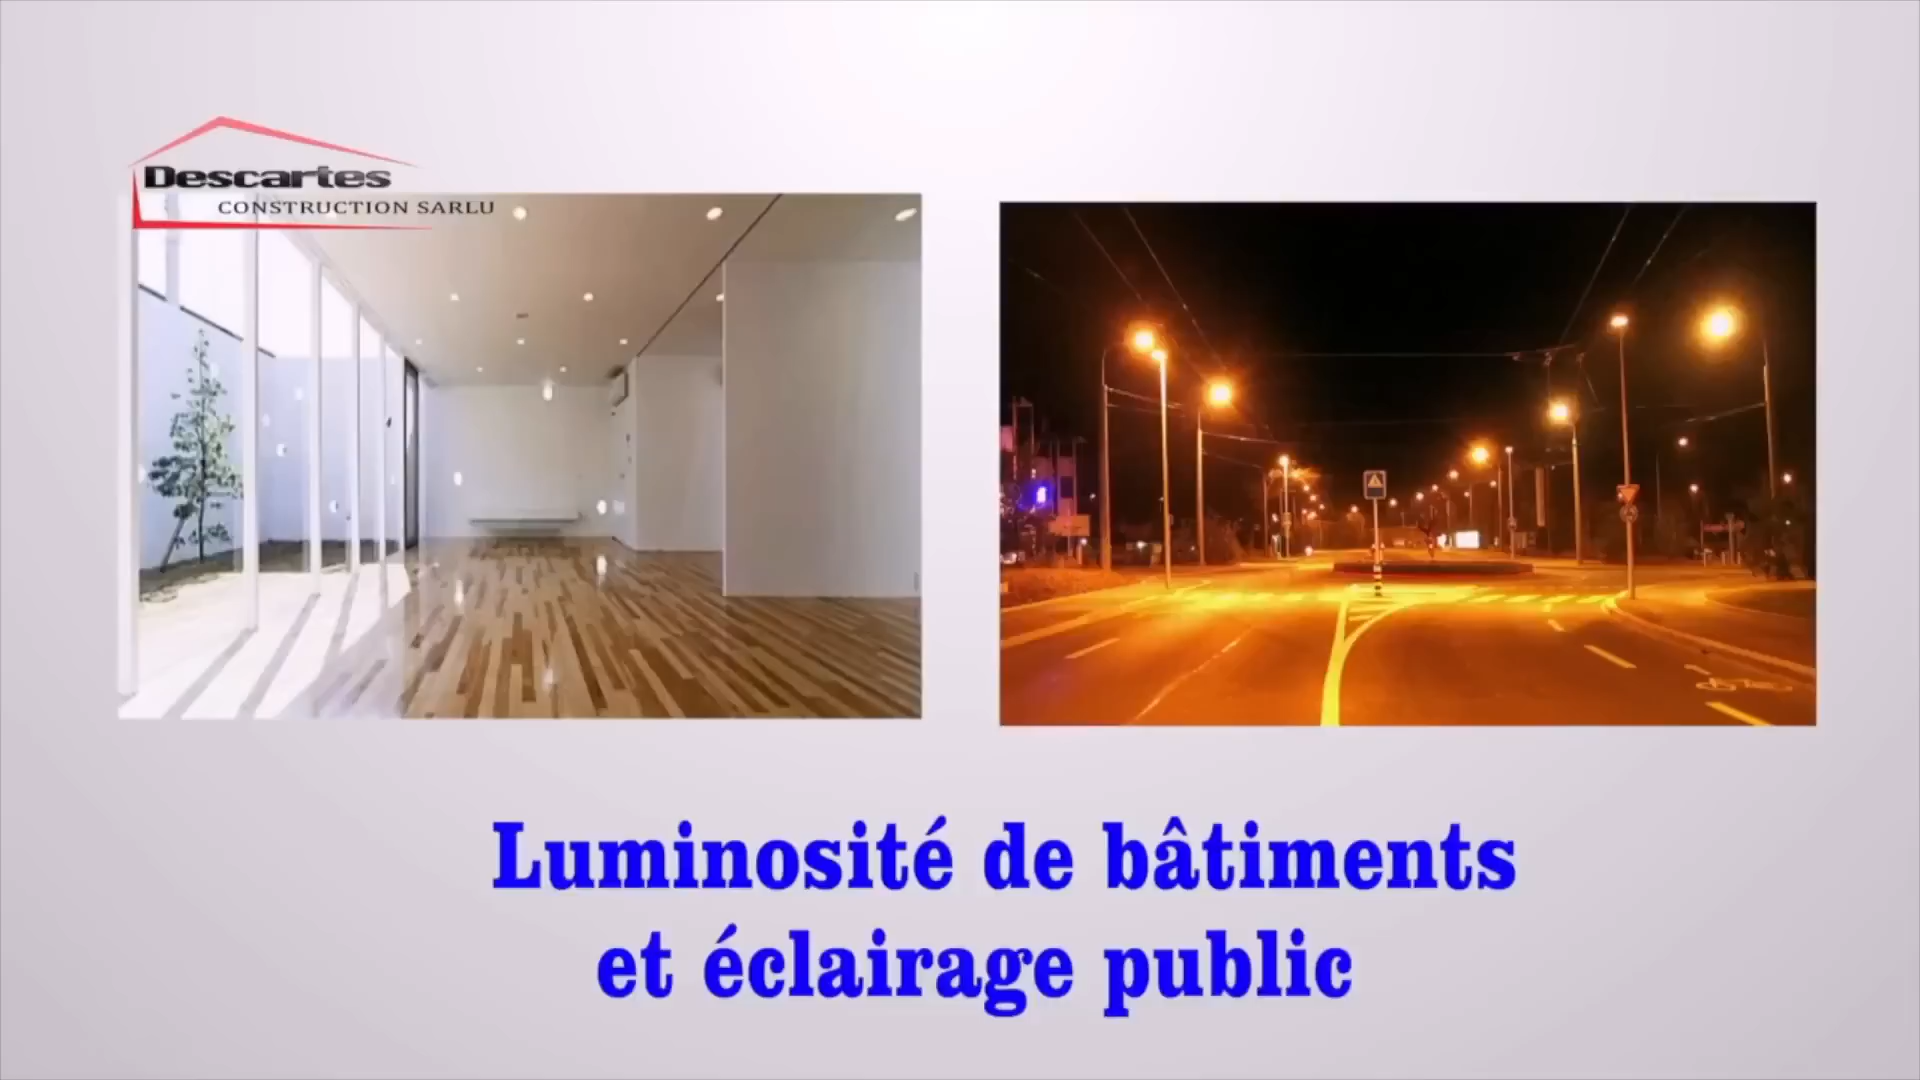 Descartes
CONSTRUCTION SARLU
Luminosité de bâtiments
et éclairage public